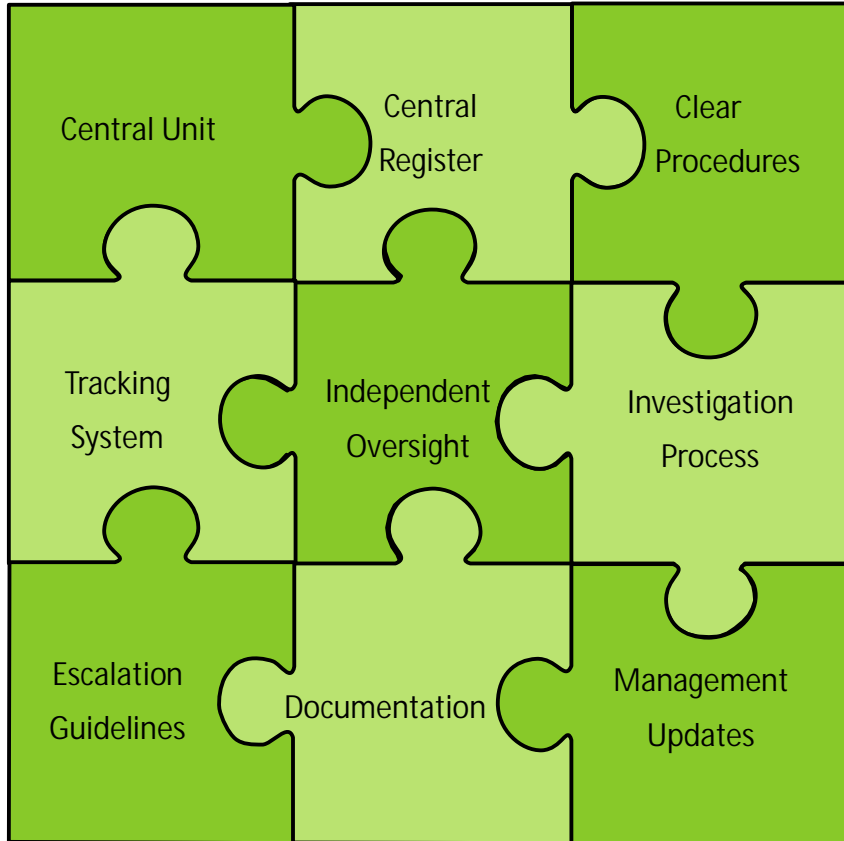 Central Unit
Central
Register
Clear
Procedures
Tracking
System
Independent
Oversight
Investigation
Process
Escalation
Guidelines
Documentation
Management
Updates